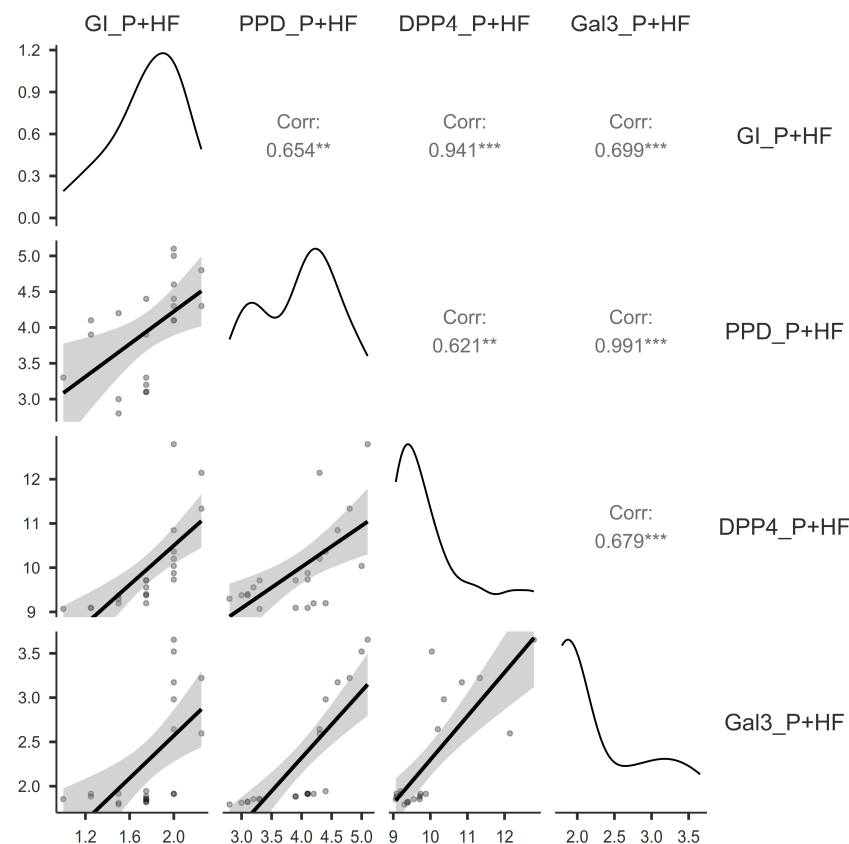 GI_P+HF PPD_P+HF DPP4_P+HF Gal3_P+HF
1.2
0.9
0.6
0.3
0.0
Corr:
0.654**
Corr:
0.941***
Corr:
0.699***
GI_P+HF
5.0
4.5
4.0
3.5
3.0
Corr:
0.621**
Corr:
0.991***
PPD_P+HF
12
11
10
9
Corr:
0.679***
DPP4_P+HF
3.5
3.0
2.5
2.0
Gal3_P+HF
1.2 1.6 2.0 3.0 3.5 4.0 4.5 5.0 9 10 11 12 2.0 2.5 3.0 3.5